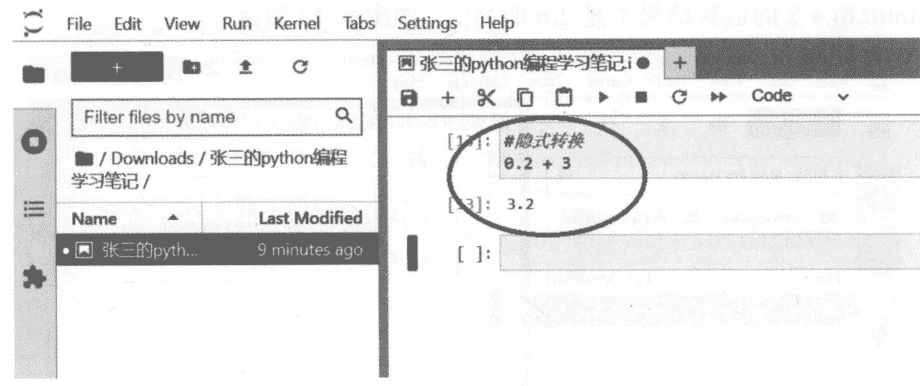 File Edit View Run Kernel Tabs Settings Help
+
Filter files by name
/ Downloads / 张三的python编程
学习笔记 /
Name Last Modified
张三的pyth... 9 minutes ago
张三的python编程学习笔记.i
+
Code
[13]: #隐式转换
0.2 + 3
[13]: 3.2
[ ]: